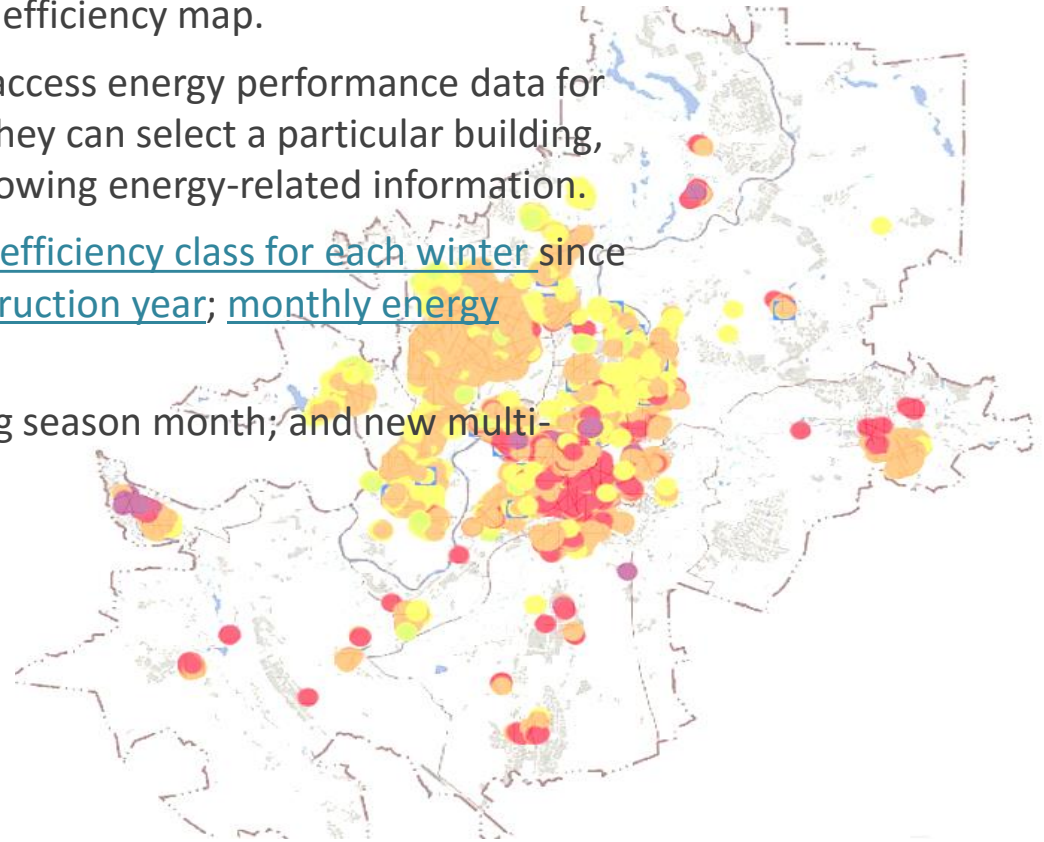 efficiency map.
access energy performance data for
hey can select a particular building,
owing energy-related information.
efficiency class for each winter since
ruction year; monthly energy
g season month; and new multi-